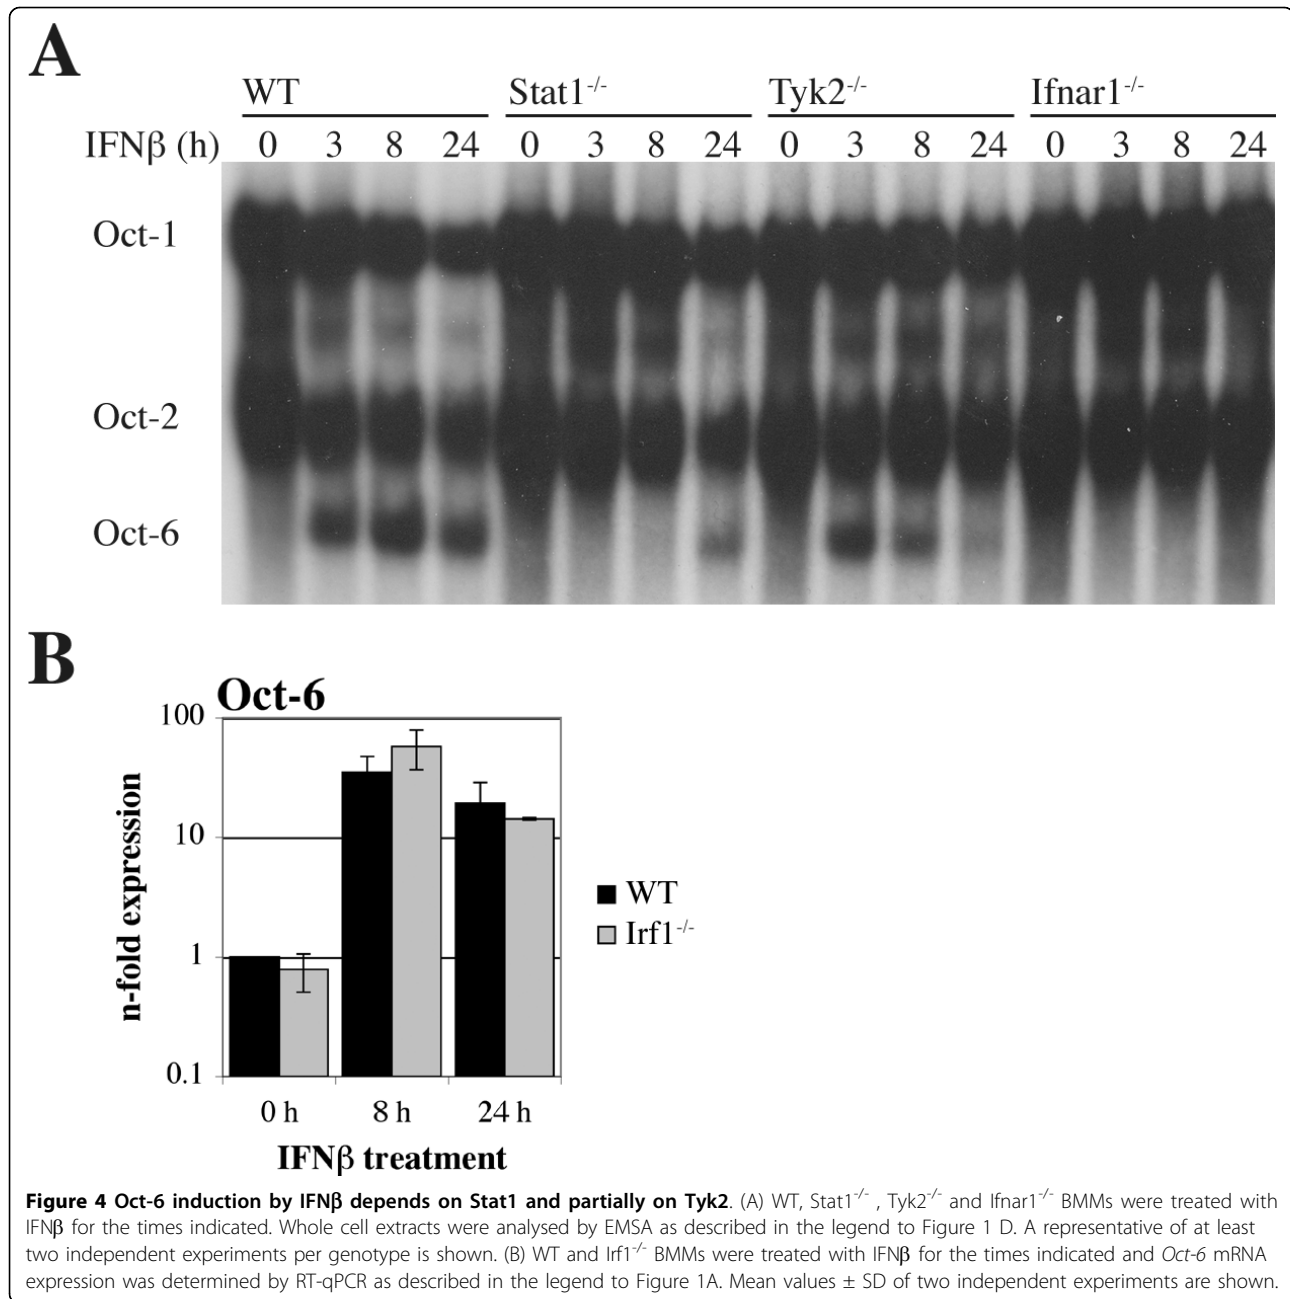 A
WT Stat1-/- Tyk2-/- Ifnar1-/-
IFNβ (h) 0 3 8 24 0 3 8 24 0 3 8 24 0 3 8 24
Oct-1
Oct-2
Oct-6
B
Oct-6
100
10
1
0.1
n-fold expression
WT
Irf1-/-
0 h 8 h 24 h
IFNβ treatment
Figure 4 Oct-6 induction by IFNβ depends on Stat1 and partially on Tyk2. (A) WT, Stat1-/- , Tyk2-/- and Ifnar1-/- BMMs were treated with
IFNβ for the times indicated. Whole cell extracts were analysed by EMSA as described in the legend to Figure 1 D. A representative of at least
two independent experiments per genotype is shown. (B) WT and Irf1-/- BMMs were treated with IFNβ for the times indicated and Oct-6 mRNA
expression was determined by RT-qPCR as described in the legend to Figure 1A. Mean values ± SD of two independent experiments are shown.